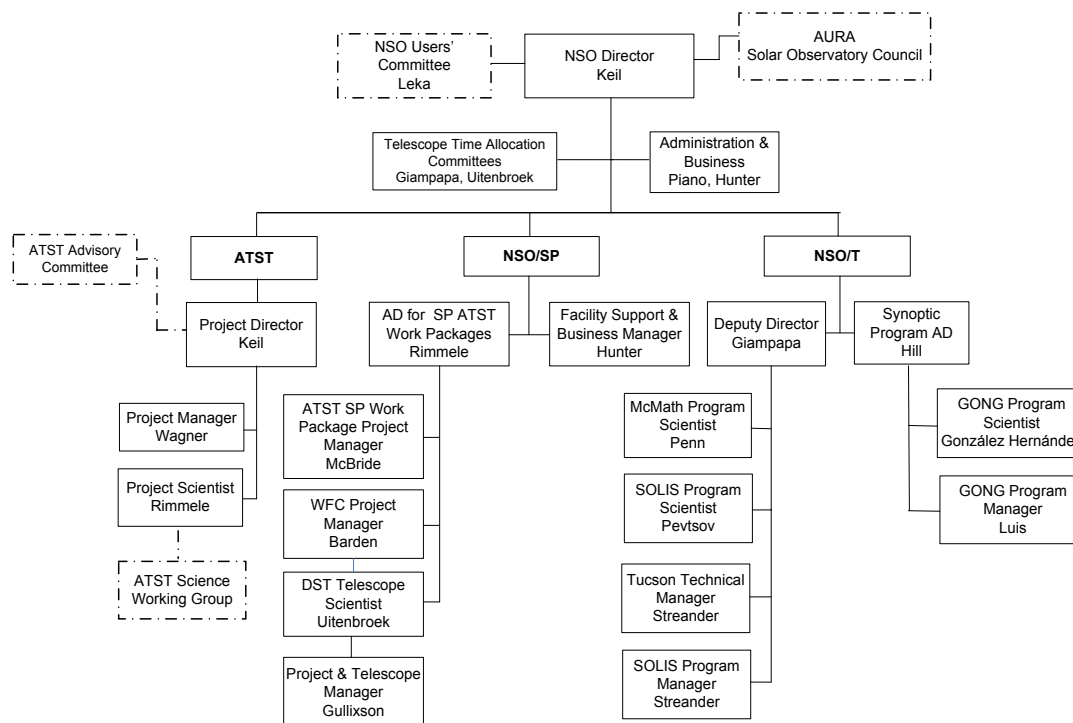 NSO Users'
Committee
Leka
NSO Director
Keil
AURA
Solar Observatory Council
Telescope Time Allocation
Committees
Giampapa, Uitenbroek
Administration &
Business
Piano, Hunter
ATST Advisory
Committee
ATST
NSO/SP
NSO/T
Project Director
Keil
AD for SP ATST
Work Packages
Rimmele
Facility Support &
Business Manager
Hunter
Deputy Director
Giampapa
Synoptic
Program AD
Hill
Project Manager
Wagner
Project Scientist
Rimmele
ATST Science
Working Group
ATST SP Work
Package Project
Manager
McBride
WFC Project
Manager
Barden
DST Telescope
Scientist
Uitenbroek
Project & Telescope
Manager
Gullixson
McMath Program
Scientist
Penn
SOLIS Program
Scientist
Pevtsov
Tucson Technical
Manager
Streander
SOLIS Program
Manager
Streander
GONG Program
Scientist
González Hernánde
GONG Program
Manager
Luis